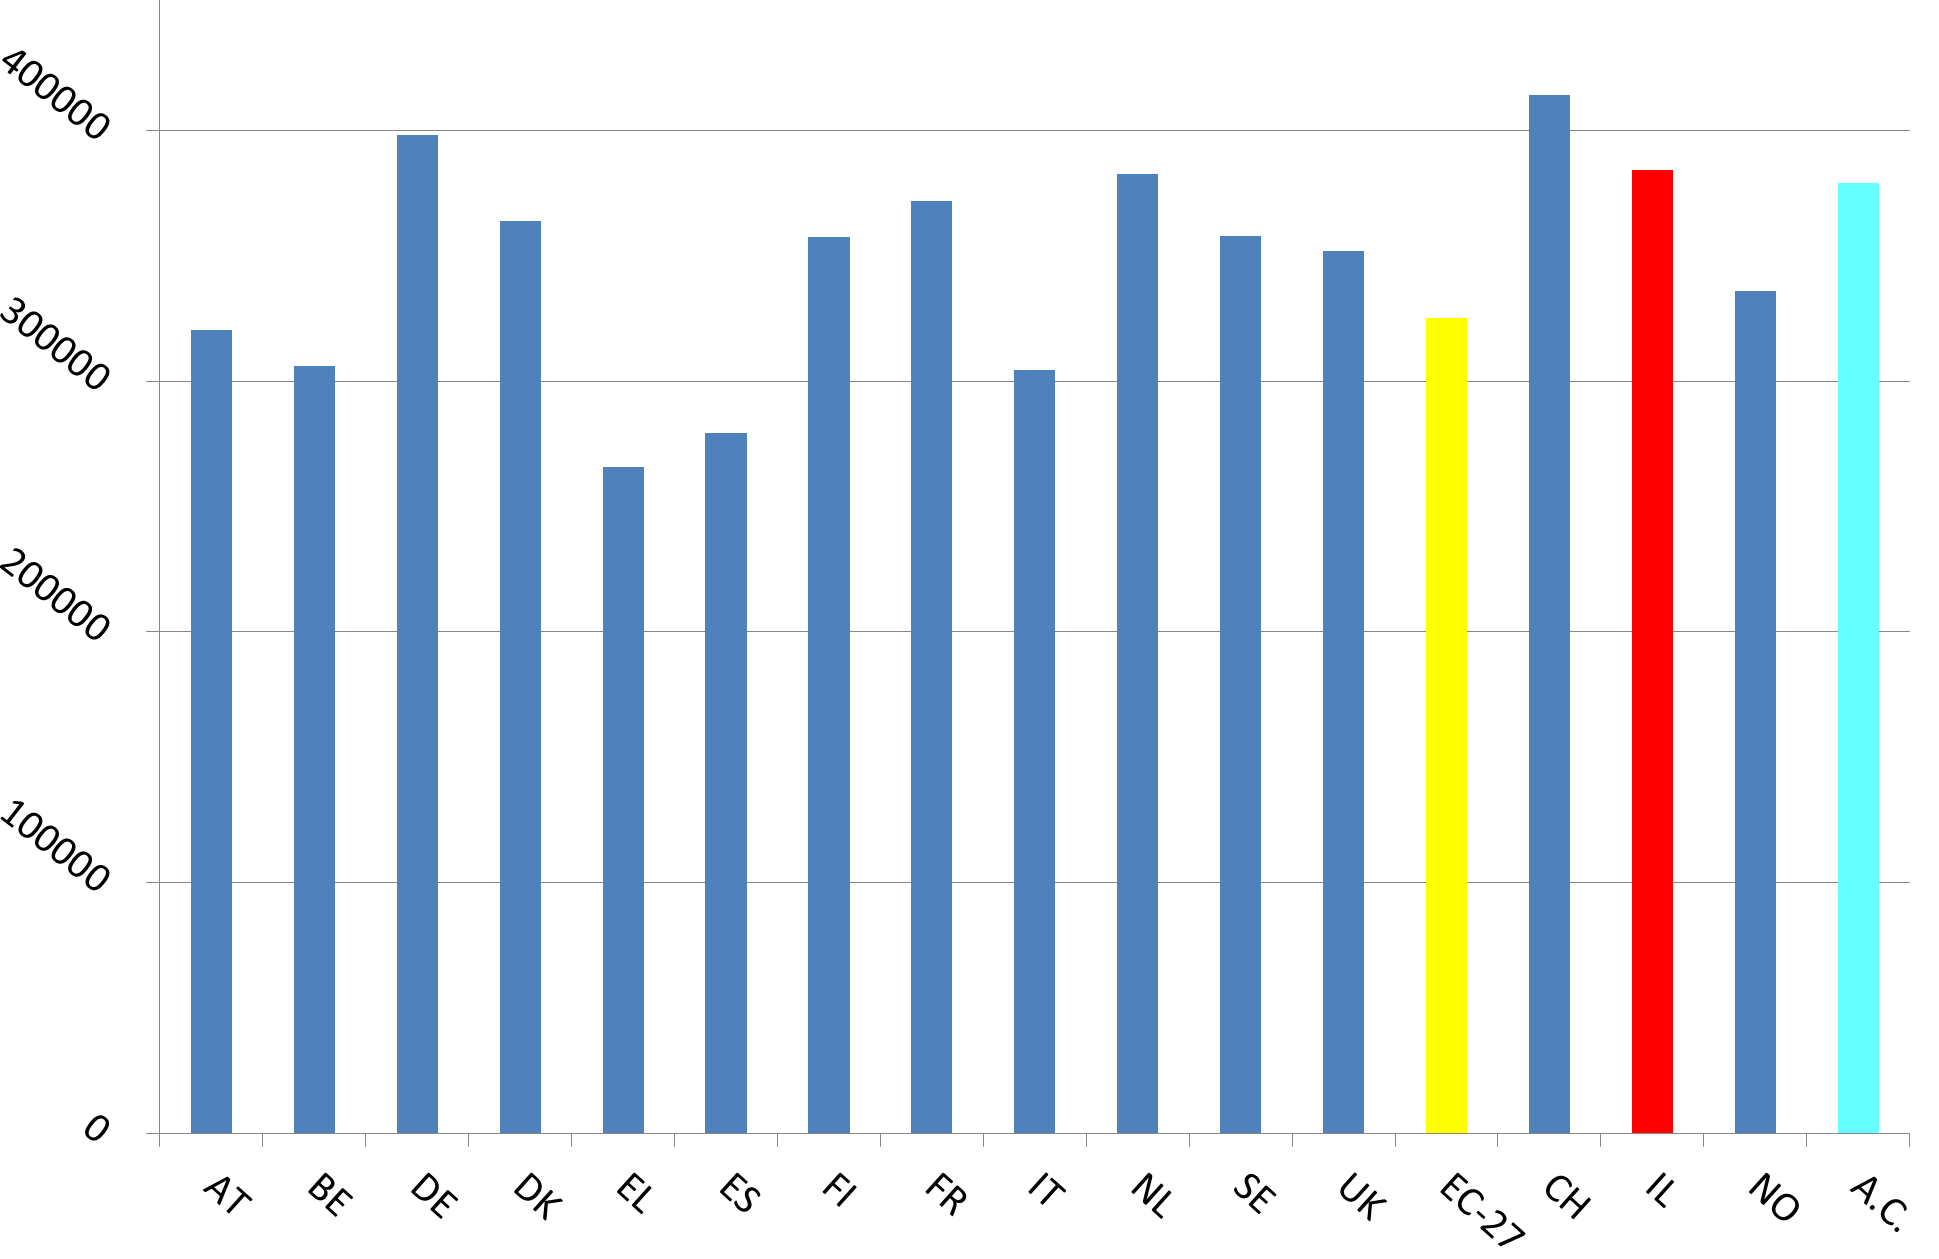 400000
300000
200000
100000
0
AT
BE
DE
DK
EL
ES
FI
FR
IT
NL
SE
UK
EC-27
CH
IL
NO
A.C.